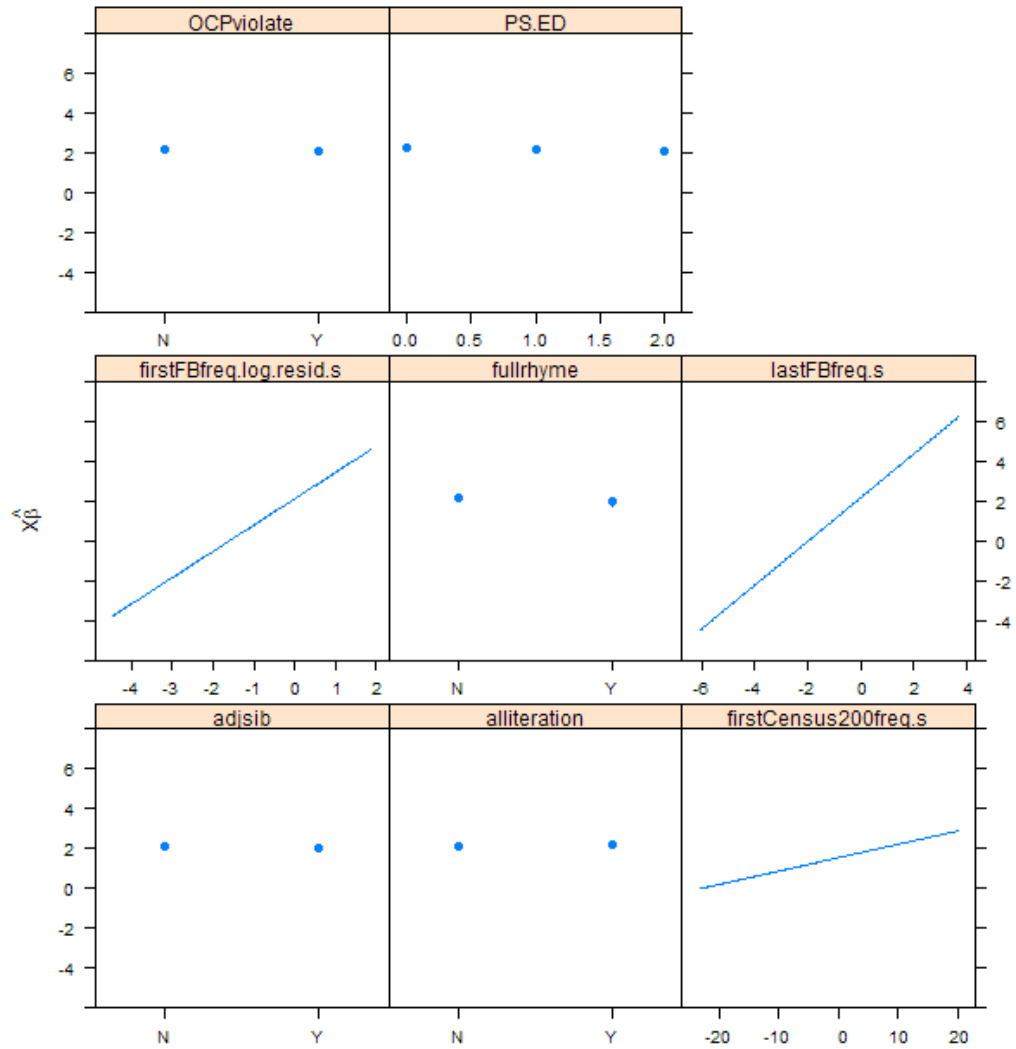 OCPviolate PS.ED
6
4
2
0
-2
-4
N Y 0.0 0.5 1.0 1.5 2.0
firstFBfreq.log.resid.s fullrhyme lastFBfreq.s
6
4
2
0
-2
-4
Xβ̂
-4 -3 -2 -1 0 1 2 N Y -6 -4 -2 0 2 4
adjsib alliteration firstCensus200freq.s
6
4
2
0
-2
-4
N Y N Y -20 -10 0 10 20